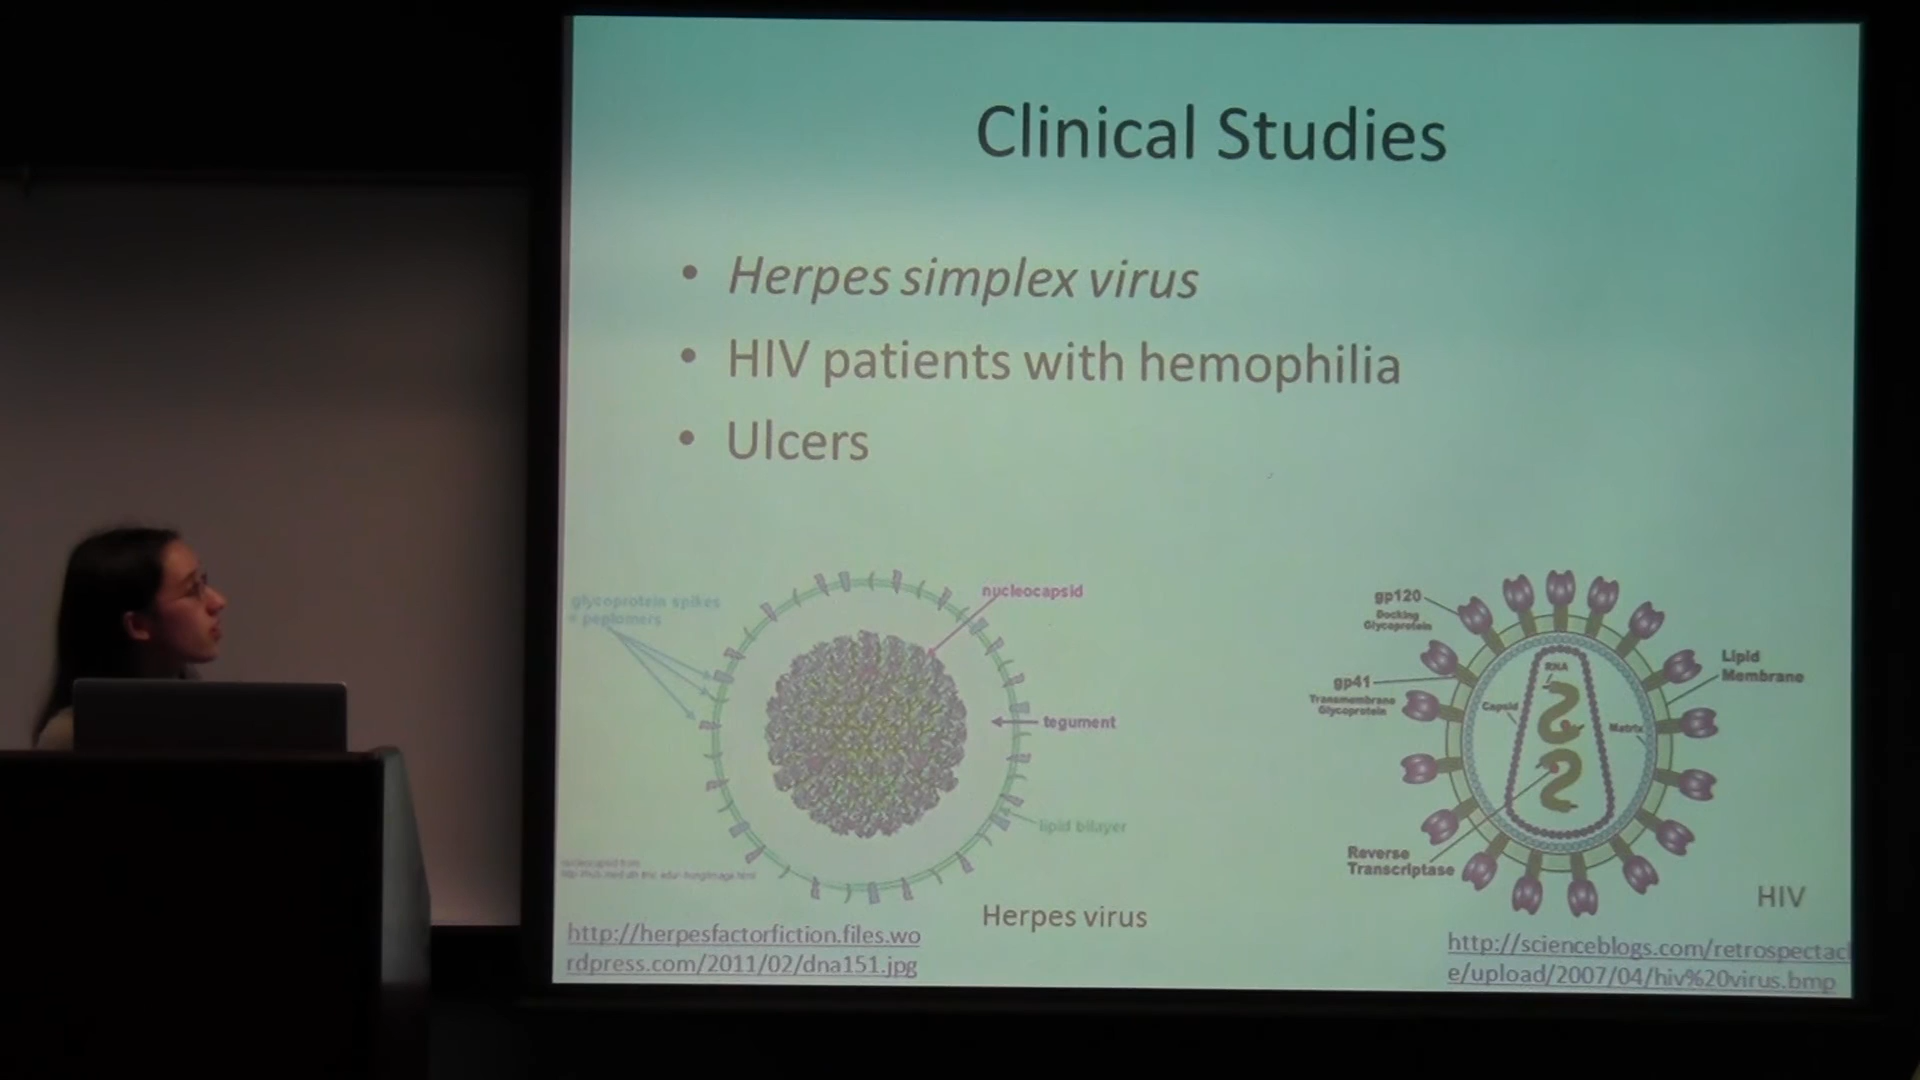 Clinical Studies
• Herpes simplex virus
• HIV patients with hemophilia
• Ulcers
glycoprotein spikes
= peplomers
nucleocapsid
tegument
lipid bilayer
Herpes virus
http://herpesfactorfiction.files.wo
rdpress.com/2011/02/dna151.jpg
gp120
Docking
Glycoprotein
gp41
Transmembrane
Glycoprotein
RNA
Capsid
Matrix
Lipid
Membrane
Reverse
Transcriptase
HIV
http://scienceblogs.com/retrospectacl
e/upload/2007/04/hiv%20virus.bmp